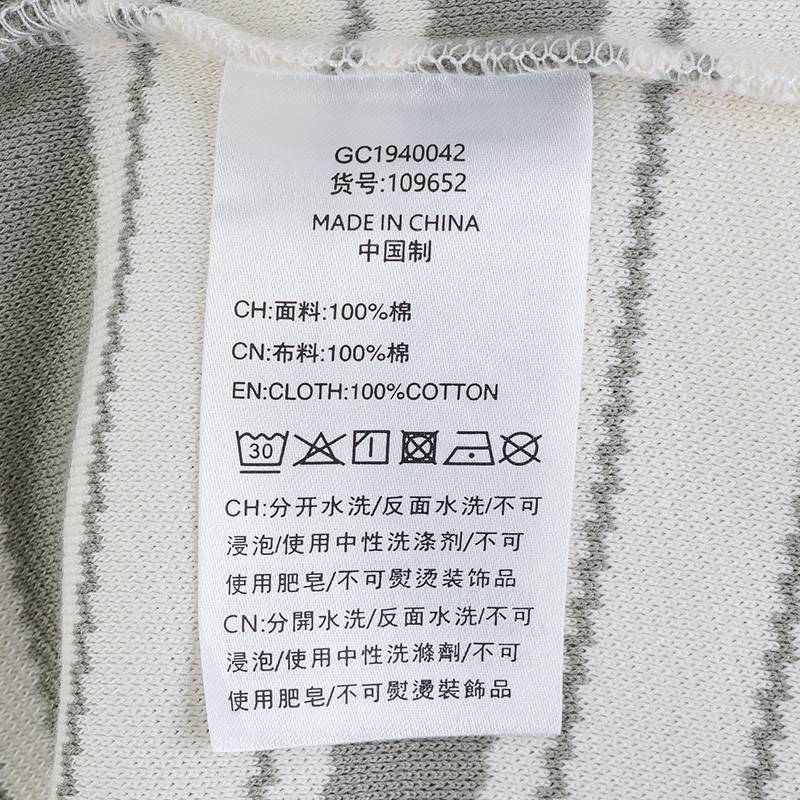 GC1940042
货号:109652
MADE IN CHINA
中国制
CH:面料:100%棉
CN:布料:100%棉
EN:CLOTH:100%COTTON
30
CH:分开水洗/反面水洗/不可
浸泡/使用中性洗涤剂/不可
使用肥皂/不可熨烫装饰品
CN:分開水洗/反面水洗/不可
浸泡/使用中性洗滌劑/不可
使用肥皂/不可熨燙裝飾品